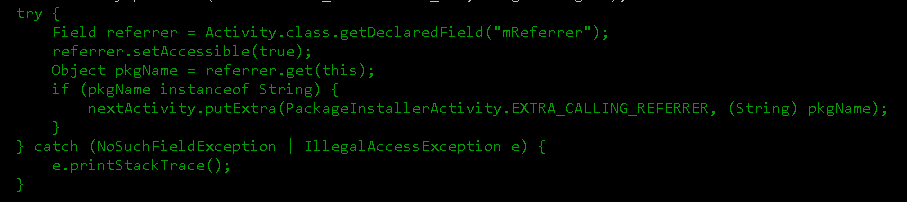 try {
    Field referrer = Activity.class.getDeclaredField("mReferrer");
    referrer.setAccessible(true);
    Object pkgName = referrer.get(this);
    if (pkgName instanceof String) {
        nextActivity.putExtra(PackageInstallerActivity.EXTRA_CALLING_REFERRER, (String) pkgName);
    }
} catch (NoSuchFieldException | IllegalAccessException e) {
    e.printStackTrace();
}